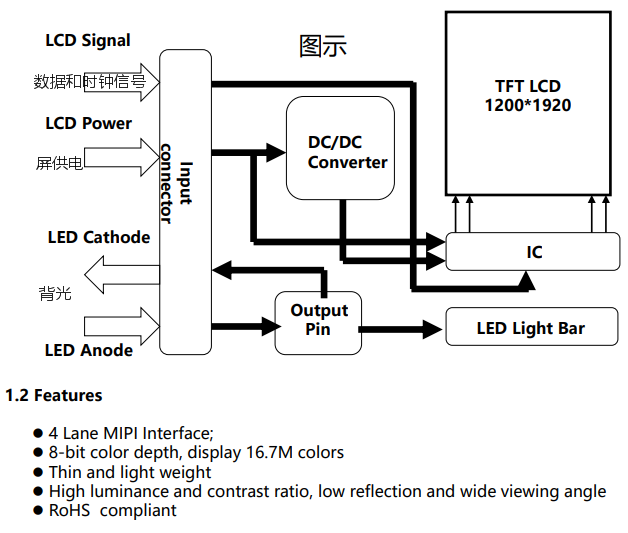 LCD Signal
图示
数据和时钟信号
TFT LCD
1200*1920
LCD Power
DC/DC
Converter
屏供电
Input
connector
LED Cathode
IC
背光
Output
Pin
LED Light Bar
LED Anode
1.2 Features
● 4 Lane MIPI Interface;
● 8-bit color depth, display 16.7M colors
● Thin and light weight
● High luminance and contrast ratio, low reflection and wide viewing angle
● RoHS compliant